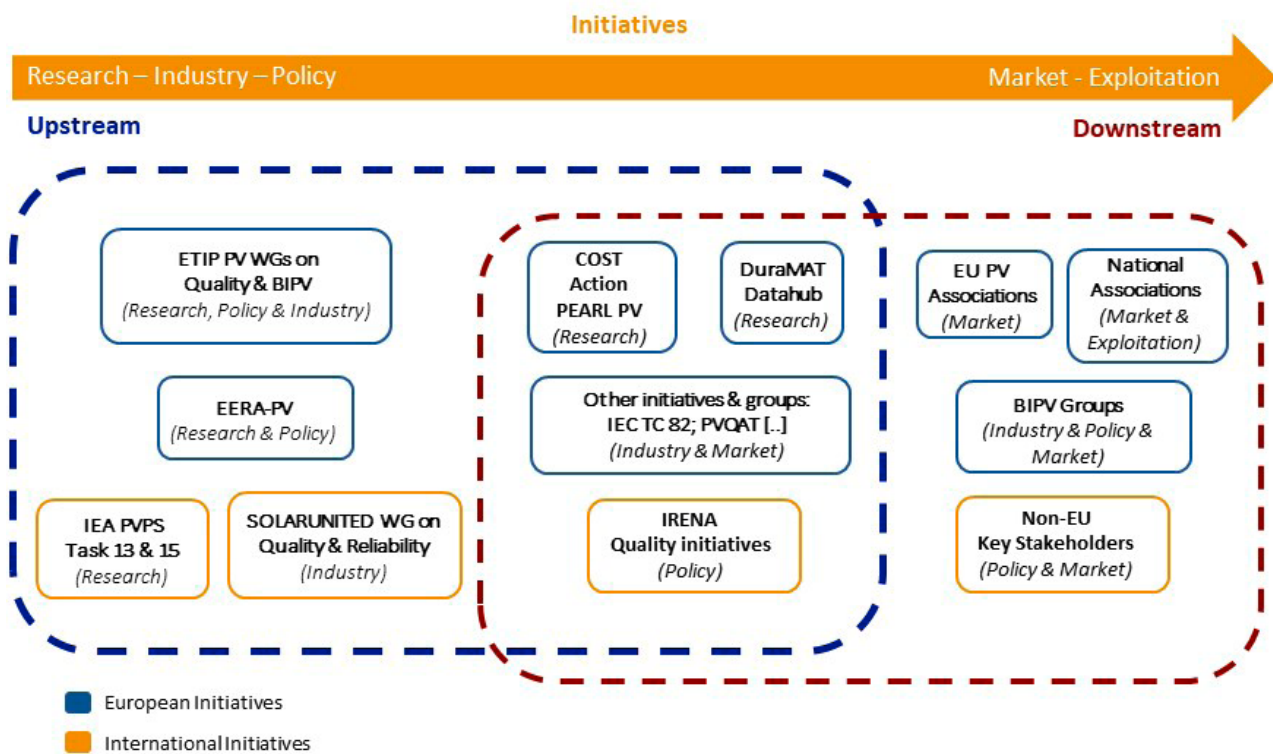 Initiatives
Research – Industry – Policy
Market - Exploitation
Upstream
Downstream
ETIP PV WGs on
Quality & BIPV
(Research, Policy & Industry)
COST
Action
PEARL PV
(Research)
DuraMAT
Datahub
(Research)
EU PV
Associations
(Market)
National
Associations
(Market &
Exploitation)
EERA-PV
(Research & Policy)
Other initiatives & groups:
IEC TC 82; PVQAT [..]
(Industry & Market)
BIPV Groups
(Industry & Policy &
Market)
IEA PVPS
Task 13 & 15
(Research)
SOLARUNITED WG on
Quality & Reliability
(Industry)
IRENA
Quality initiatives
(Policy)
Non-EU
Key Stakeholders
(Policy & Market)
European Initiatives
International Initiatives